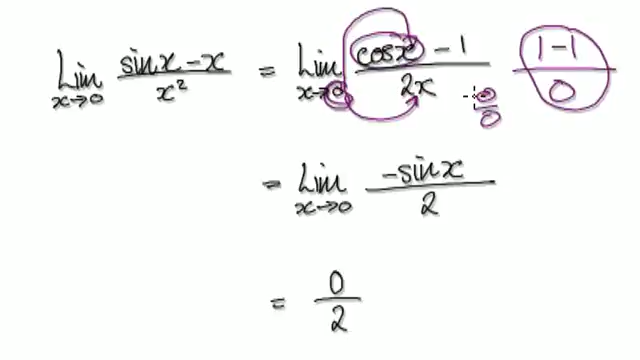 Lim x→0 sinx − x / x² = Lim x→0 cosx − 1 / 2x 0/0 1 − 1 / 0
= Lim x→0 −sinx / 2
= 0 / 2